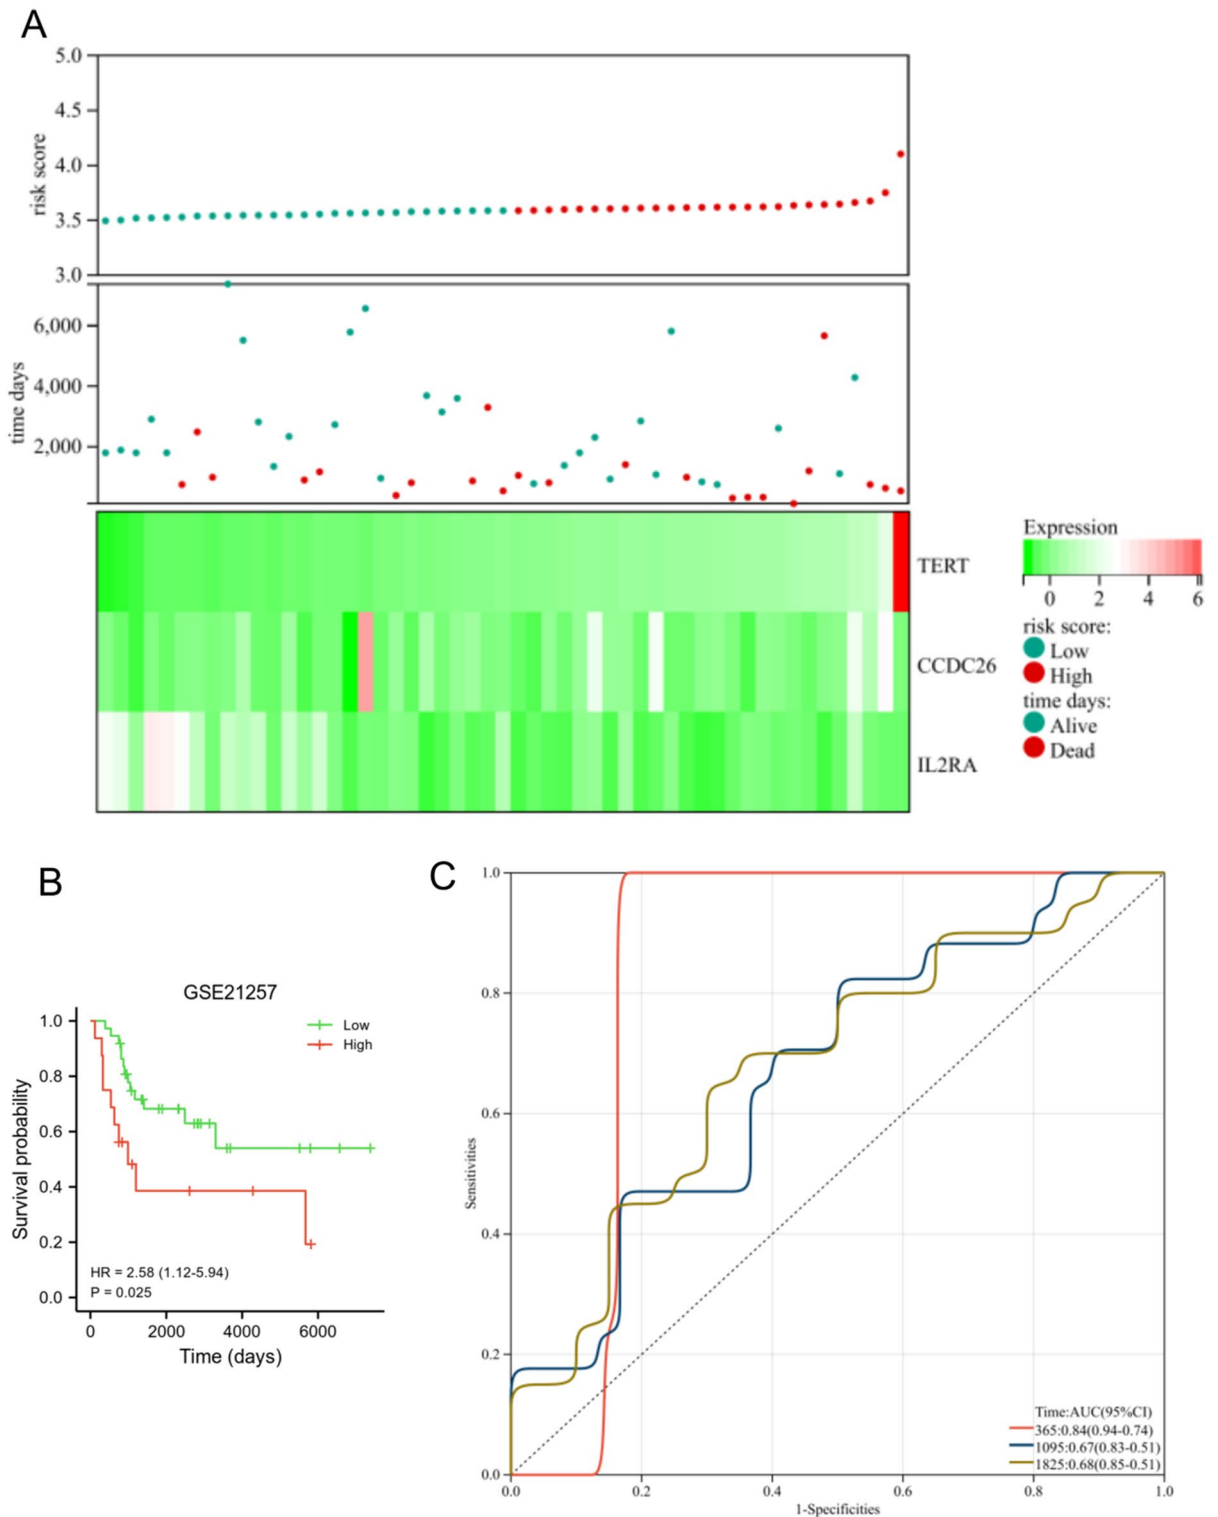 A
5.0
4.5
4.0
3.5
3.0
risk score
6,000
4,000
2,000
time days
TERT
CCDC26
IL2RA
Expression
0 2 4 6
risk score:
Low
High
time days:
Alive
Dead
B
GSE21257
1.0
0.8
0.6
0.4
0.2
0.0
Survival probability
Low
High
HR = 2.58 (1.12-5.94)
P = 0.025
0 2000 4000 6000
Time (days)
C
1.0
0.8
0.6
0.4
0.2
0.0
Sensitivities
Time:AUC(95%CI)
365:0.84(0.94-0.74)
1095:0.67(0.83-0.51)
1825:0.68(0.85-0.51)
0.0 0.2 0.4 0.6 0.8 1.0
1-Specificities